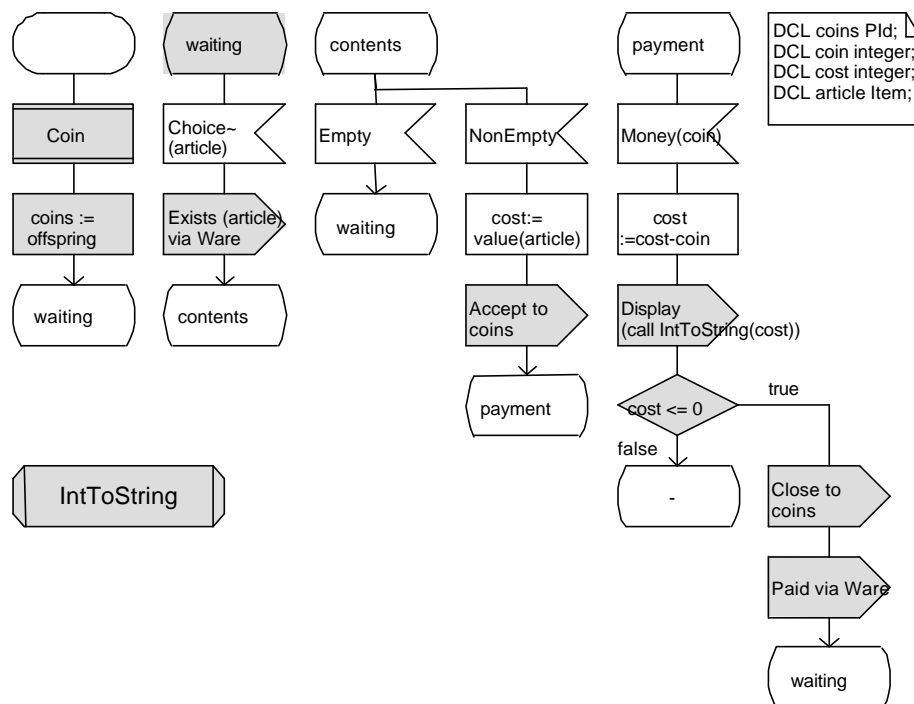 waiting
contents
payment
DCL coins PId;
DCL coin integer;
DCL cost integer;
DCL article Item;
Coin
Choice~
(article)
Empty
NonEmpty
Money(coin)
coins :=
offspring
Exists (article)
via Ware
waiting
cost:=
value(article)
cost
:=cost-coin
waiting
contents
Accept to
coins
Display
(call IntToString(cost))
payment
cost <= 0
true
false
IntToString
-
Close to
coins
Paid via Ware
waiting